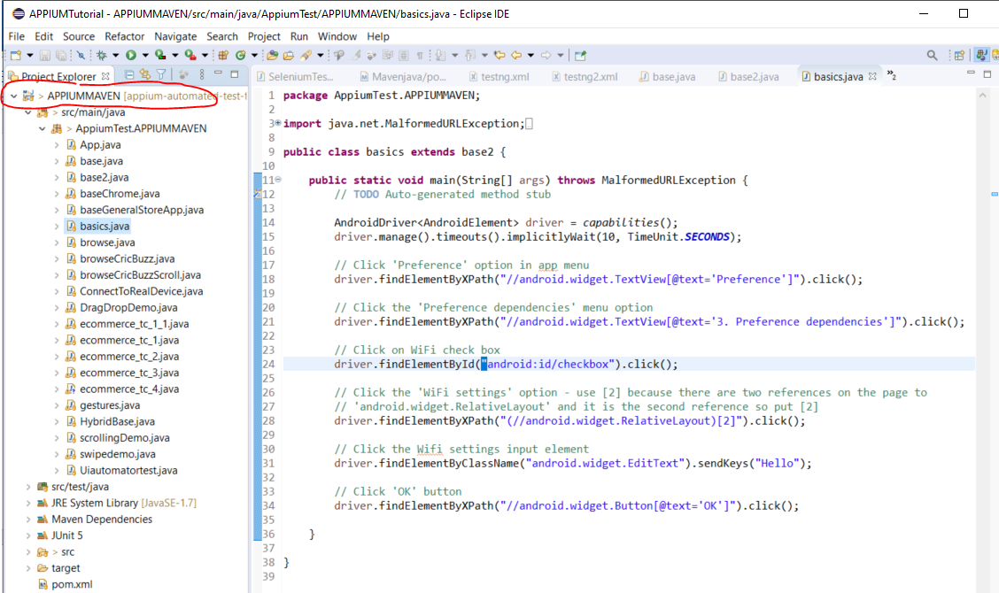 APPIUMTutorial - APPIUMMAVEN/src/main/java/AppiumTest/APPIUMMAVEN/basics.java - Eclipse IDE
File Edit Source Refactor Navigate Search Project Run Window Help
Project Explorer
SeleniumTes...
Mavenjava/po...
testng.xml
testng2.xml
base.java
base2.java
basics.java
»2
> APPIUMMAVEN [appium-automated-test-f
> src/main/java
> AppiumTest.APPIUMMAVEN
App.java
base.java
base2.java
baseChrome.java
baseGeneralStoreApp.java
basics.java
browse.java
browseCricBuzz.java
browseCricBuzzScroll.java
ConnectToRealDevice.java
DragDropDemo.java
ecommerce_tc_1_1.java
ecommerce_tc_1.java
ecommerce_tc_2.java
ecommerce_tc_3.java
ecommerce_tc_4.java
gestures.java
HybridBase.java
scrollingDemo.java
swipedemo.java
Uiautomatortest.java
src/test/java
JRE System Library [JavaSE-1.7]
Maven Dependencies
JUnit 5
> src
target
pom.xml
1 package AppiumTest.APPIUMMAVEN;
2
3 import java.net.MalformedURLException;
8
9 public class basics extends base2 {
10
11 public static void main(String[] args) throws MalformedURLException {
12 // TODO Auto-generated method stub
13
14 AndroidDriver<AndroidElement> driver = capabilities();
15 driver.manage().timeouts().implicitlyWait(10, TimeUnit.SECONDS);
16
17 // Click 'Preference' option in app menu
18 driver.findElementByXPath("//android.widget.TextView[@text='Preference']").click();
19
20 // Click the 'Preference dependencies' menu option
21 driver.findElementByXPath("//android.widget.TextView[@text='3. Preference dependencies']").click();
22
23 // Click on WiFi check box
24 driver.findElementById("android:id/checkbox").click();
25
26 // Click the 'WiFi settings' option - use [2] because there are two references on the page to
27 // 'android.widget.RelativeLayout' and it is the second reference so put [2]
28 driver.findElementByXPath("(//android.widget.RelativeLayout)[2]").click();
29
30 // Click the Wifi settings input element
31 driver.findElementByClassName("android.widget.EditText").sendKeys("Hello");
32
33 // Click 'OK' button
34 driver.findElementByXPath("//android.widget.Button[@text='OK']").click();
35
36 }
37
38 }
39